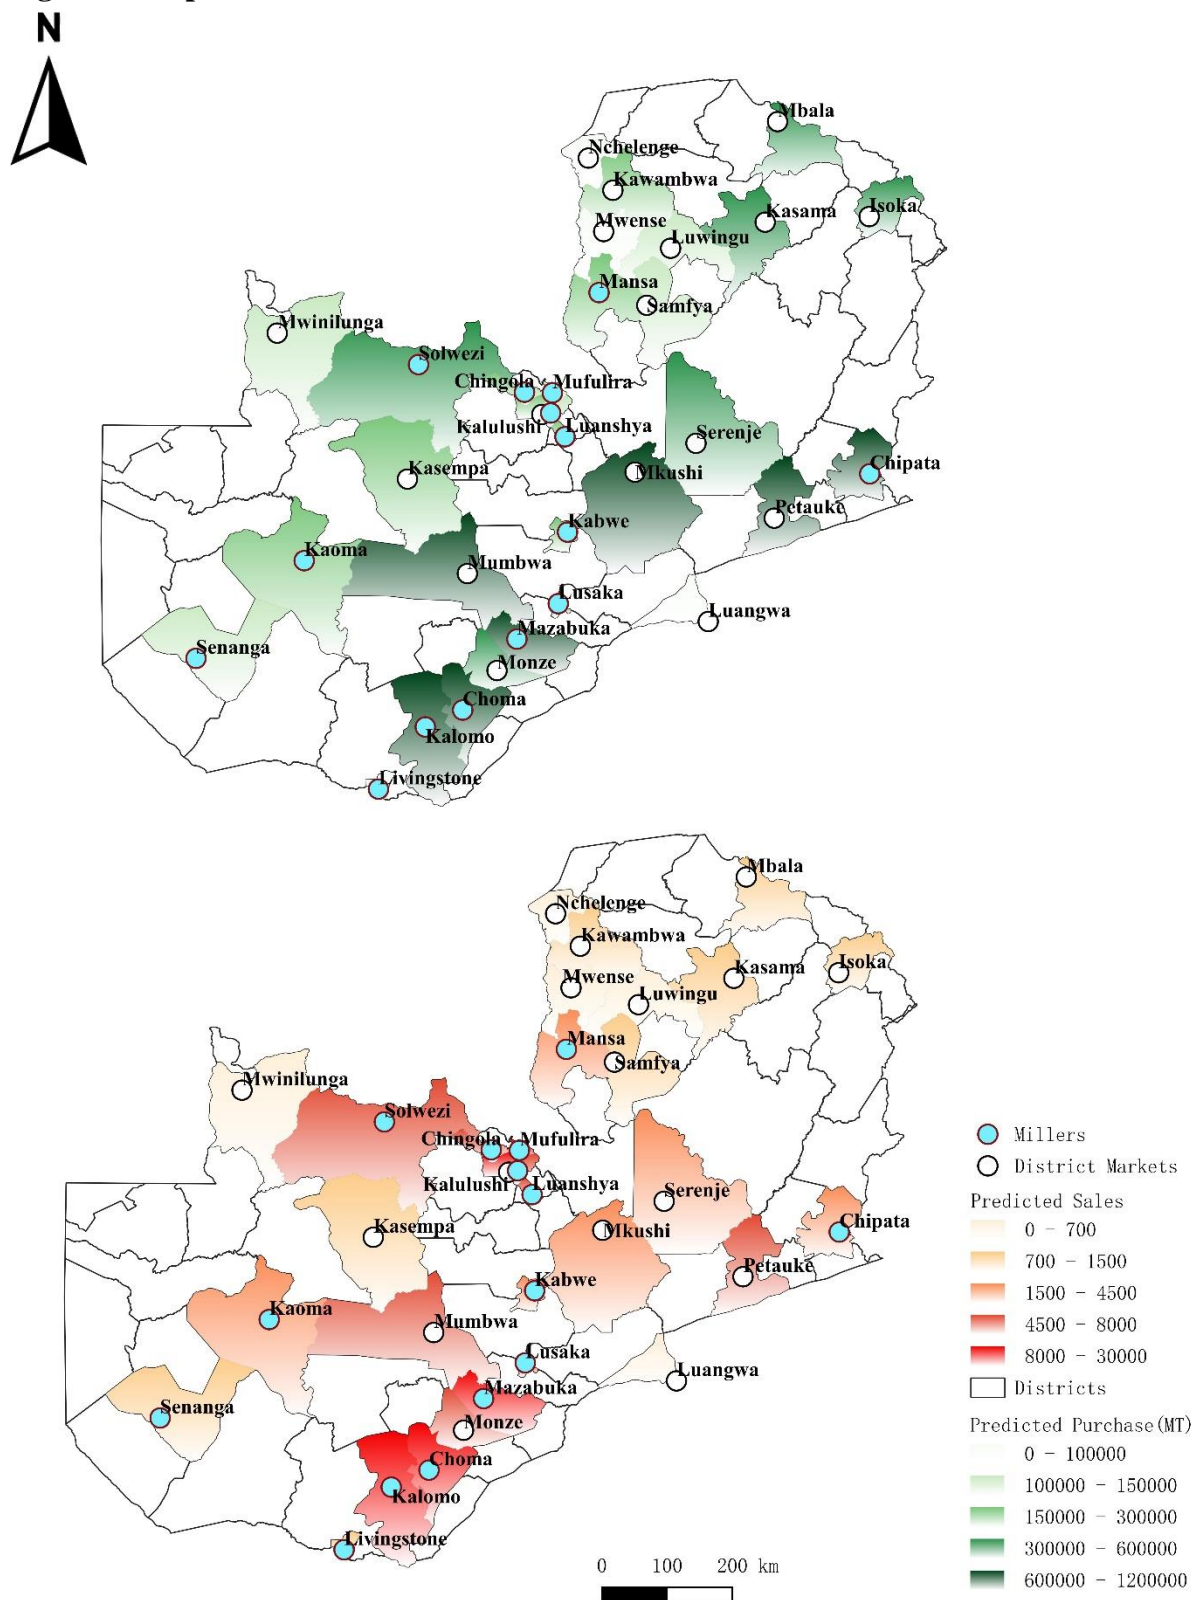 N
Mbala
Nchelenge
Kawambwa
Mwense
Kasama
Isoka
Luwingu
Mansa
Samfya
Mwinilunga
Solwezi
Chingola
Mufulira
Kalulushi
Luanshya
Serenje
Kasempa
Mkushi
Chipata
Petauke
Kabwe
Kaoma
Mumbwa
Lusaka
Luangwa
Mazabuka
Senanga
Monze
Choma
Kalomo
Livingstone
Mbala
Nchelenge
Kawambwa
Mwense
Kasama
Isoka
Luwingu
Mansa
Samfya
Mwinilunga
Solwezi
Chingola
Mufulira
Kalulushi
Luanshya
Serenje
Kasempa
Mkushi
Chipata
Petauke
Kabwe
Kaoma
Mumbwa
Lusaka
Luangwa
Mazabuka
Senanga
Monze
Choma
Kalomo
Livingstone
Millers
District Markets
Predicted Sales
0 - 700
700 - 1500
1500 - 4500
4500 - 8000
8000 - 30000
Districts
Predicted Purchase(MT)
0 - 100000
100000 - 150000
150000 - 300000
300000 - 600000
600000 - 1200000
0 100 200 km